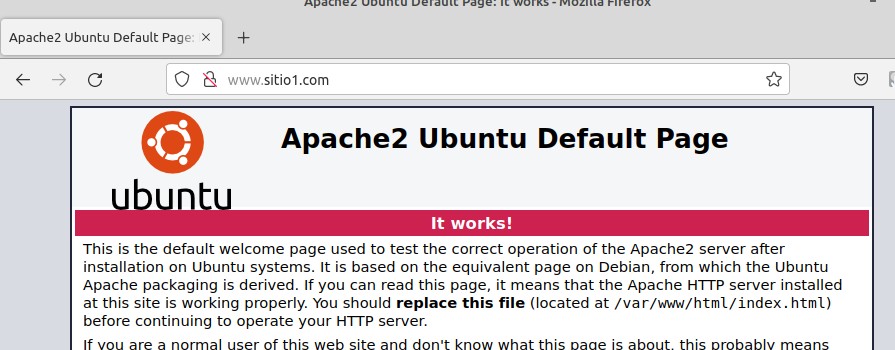 Apache2 Ubuntu Default Page: It works - Mozilla Firefox
Apache2 Ubuntu Default Page:
www.sitio1.com
Apache2 Ubuntu Default Page
ubuntu
It works!
This is the default welcome page used to test the correct operation of the Apache2 server after
installation on Ubuntu systems. It is based on the equivalent page on Debian, from which the Ubuntu
Apache packaging is derived. If you can read this page, it means that the Apache HTTP server installed
at this site is working properly. You should replace this file (located at /var/www/html/index.html)
before continuing to operate your HTTP server.
If you are a normal user of this web site and don't know what this page is about, this probably means